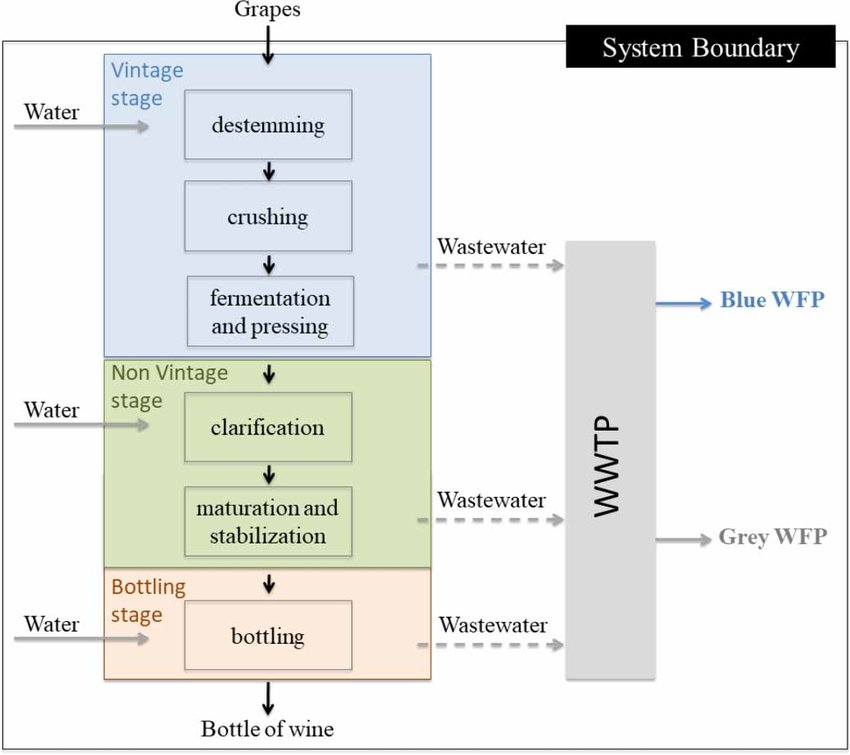 Grapes
System Boundary
Vintage
stage
Water
destemming
crushing
Wastewater
fermentation
and pressing
Blue WFP
Non Vintage
stage
Water
clarification
WWTP
maturation and
stabilization
Wastewater
Grey WFP
Bottling
stage
Water
bottling
Wastewater
Bottle of wine